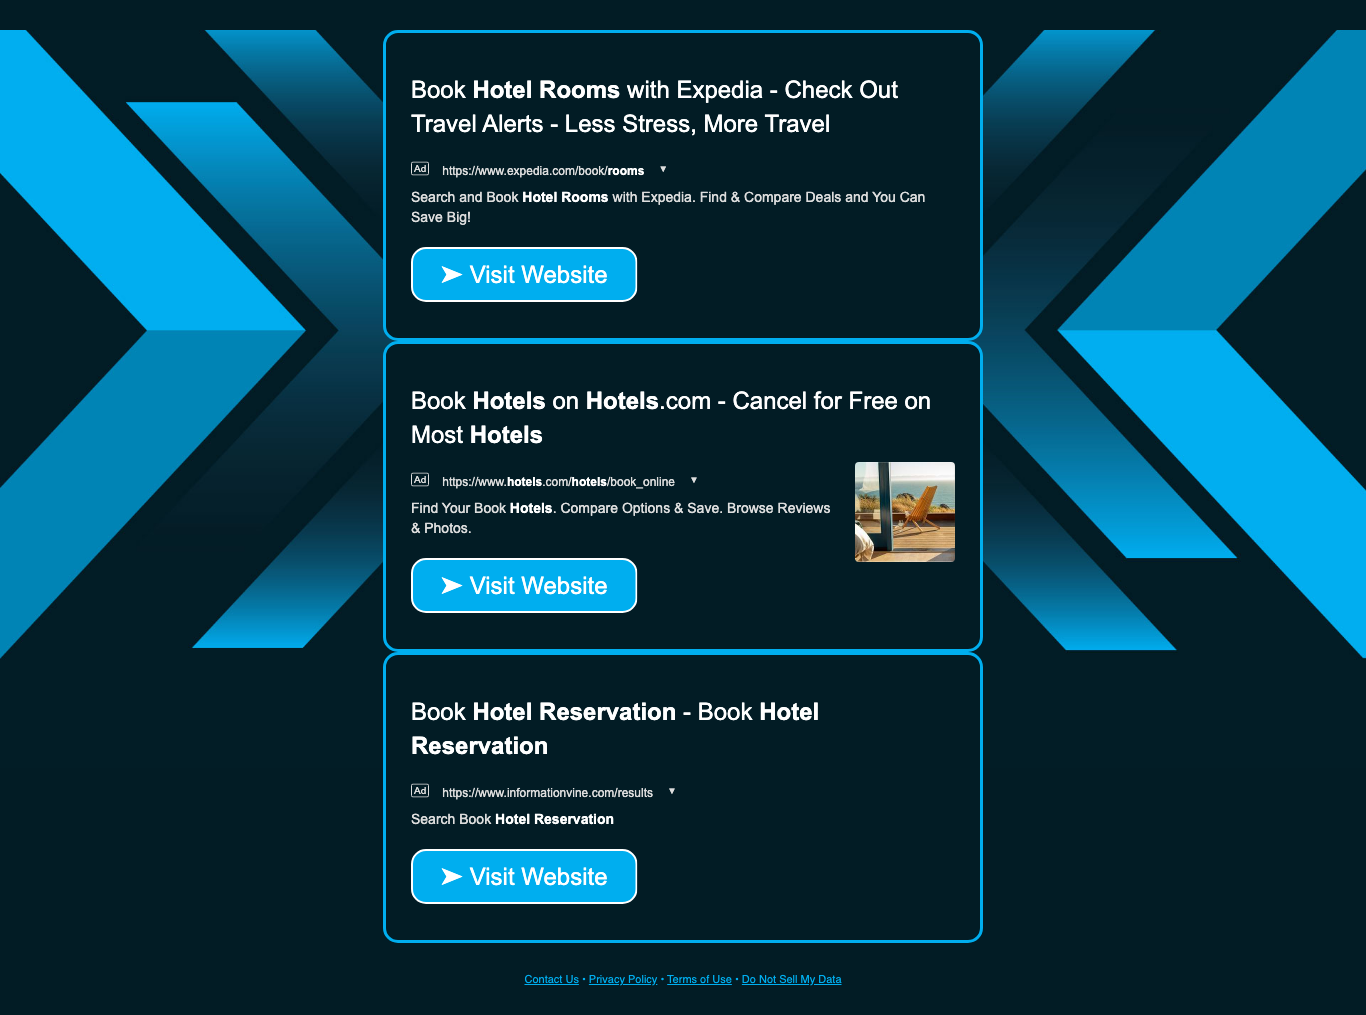 Book Hotel Rooms with Expedia - Check Out
Travel Alerts - Less Stress, More Travel
Ad https://www.expedia.com/book/rooms ▼
Search and Book Hotel Rooms with Expedia. Find & Compare Deals and You Can
Save Big!
➤ Visit Website
Book Hotels on Hotels.com - Cancel for Free on
Most Hotels
Ad https://www.hotels.com/hotels/book_online ▼
Find Your Book Hotels. Compare Options & Save. Browse Reviews
& Photos.
➤ Visit Website
Book Hotel Reservation - Book Hotel
Reservation
Ad https://www.informationvine.com/results ▼
Search Book Hotel Reservation
➤ Visit Website
Contact Us • Privacy Policy • Terms of Use • Do Not Sell My Data